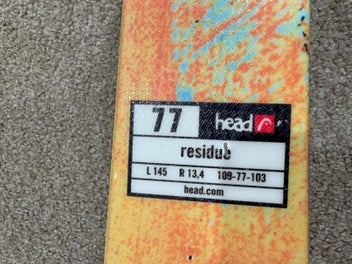 77 head
residue
L 145 R 13,4 109-77-103
head.com